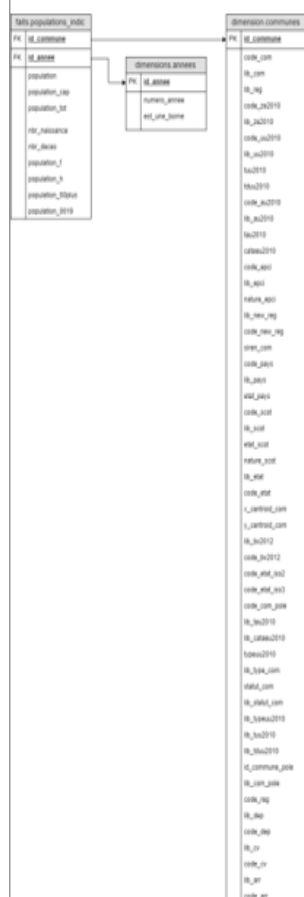 faits.populations_indic
FK id_commune
FK id_annee
population
population_cap
population_tot
nbr_naissance
nbr_deces
population_f
population_h
population_60plus
population_0019
dimensions.annees
PK id_annee
numero_annee
est_une_borne
dimension.communes
PK id_commune
code_com
lib_com
lib_reg
code_ze2010
lib_ze2010
code_uu2010
lib_uu2010
tuu2010
tduu2010
code_au2010
lib_au2010
tau2010
cataeu2010
code_epci
lib_epci
nature_epci
lib_new_reg
code_new_reg
siren_com
code_pays
lib_pays
etat_pays
code_scot
lib_scot
etat_scot
nature_scot
lib_etat
code_etat
x_centroid_com
y_centroid_com
lib_bv2012
code_bv2012
code_etat_iso2
code_etat_iso3
code_com_pole
lib_tau2010
lib_cataeu2010
typeuu2010
lib_type_com
statut_com
lib_statut_com
lib_typeuu2010
lib_tuu2010
lib_tduu2010
id_commune_pole
lib_com_pole
code_reg
lib_dep
code_dep
lib_cv
code_cv
lib_arr
code_arr